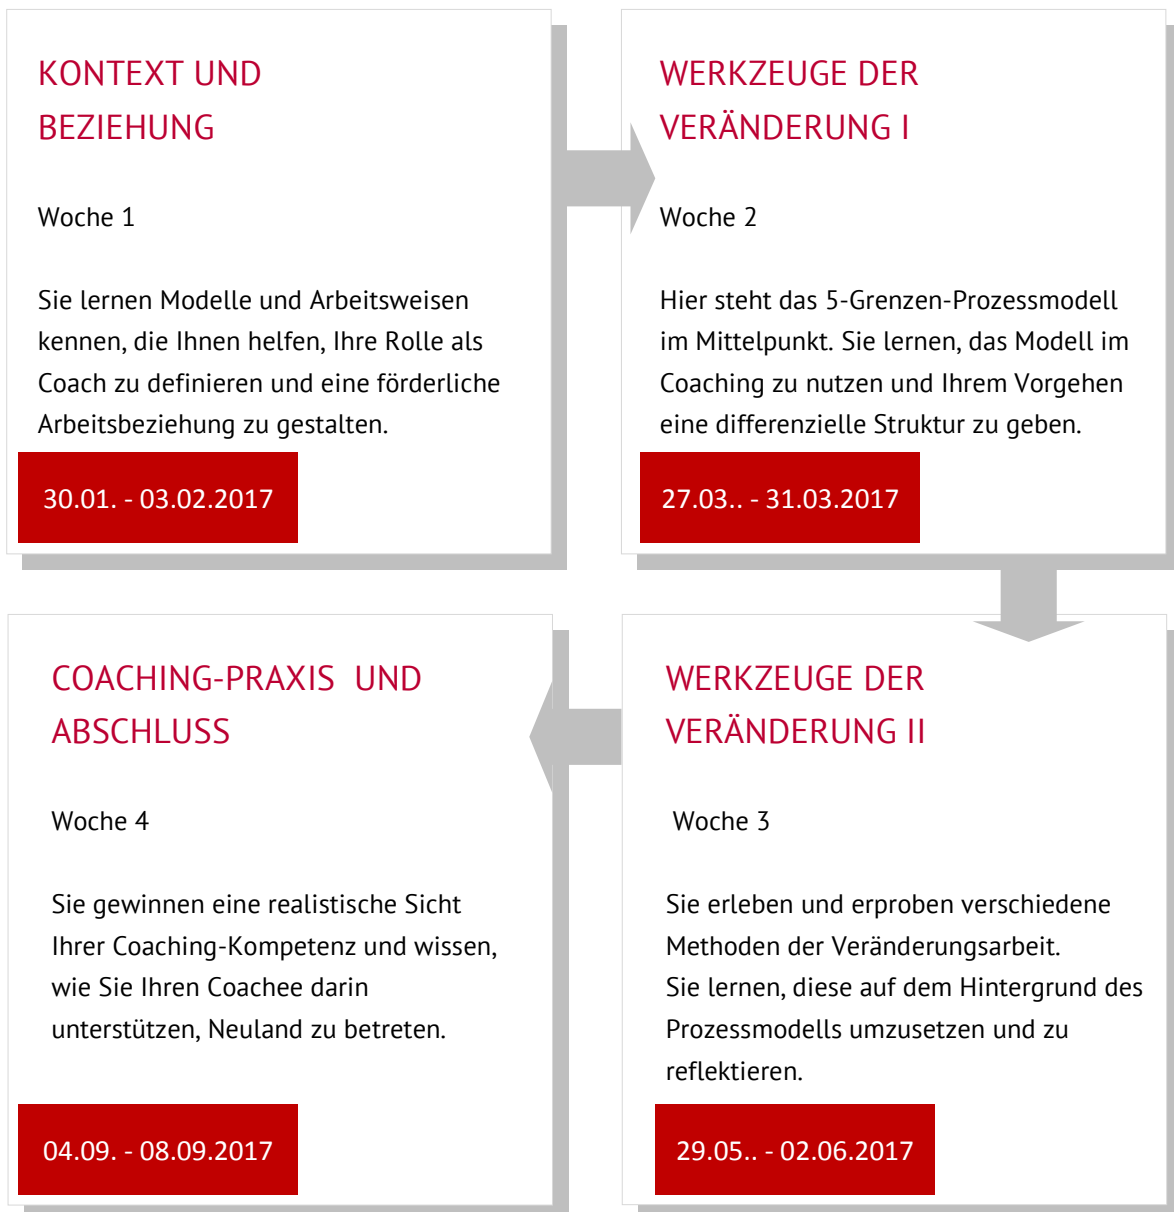 KONTEXT UND
BEZIEHUNG
Woche 1
Sie lernen Modelle und Arbeitsweisen
kennen, die Ihnen helfen, Ihre Rolle als
Coach zu definieren und eine förderliche
Arbeitsbeziehung zu gestalten.
30.01. - 03.02.2017
WERKZEUGE DER
VERÄNDERUNG I
Woche 2
Hier steht das 5-Grenzen-Prozessmodell
im Mittelpunkt. Sie lernen, das Modell im
Coaching zu nutzen und Ihrem Vorgehen
eine differenzielle Struktur zu geben.
27.03.. - 31.03.2017
WERKZEUGE DER
VERÄNDERUNG II
Woche 3
Sie erleben und erproben verschiedene
Methoden der Veränderungsarbeit.
Sie lernen, diese auf dem Hintergrund des
Prozessmodells umzusetzen und zu
reflektieren.
29.05.. - 02.06.2017
COACHING-PRAXIS  UND
ABSCHLUSS
Woche 4
Sie gewinnen eine realistische Sicht
Ihrer Coaching-Kompetenz und wissen,
wie Sie Ihren Coachee darin
unterstützen, Neuland zu betreten.
04.09. - 08.09.2017